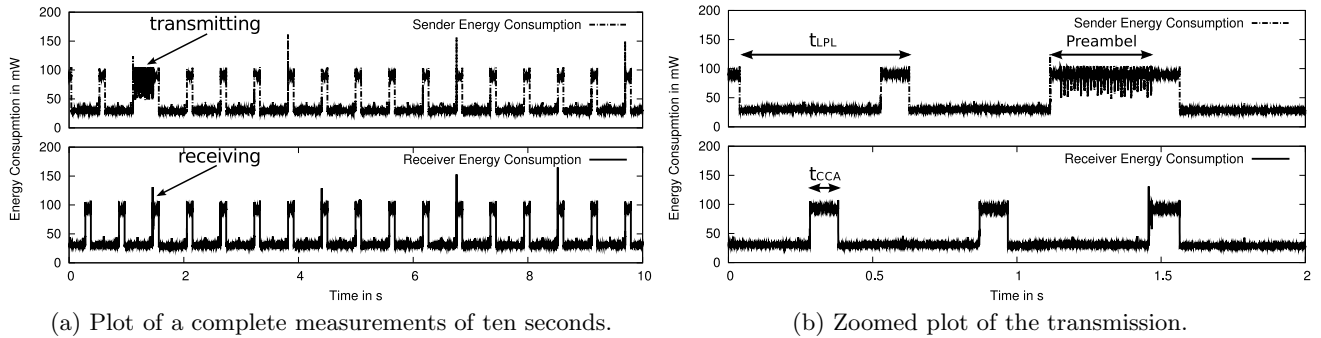 Sender Energy Consumption
transmitting
200
150
100
50
0
Receiver Energy Consumption
receiving
200
150
100
50
0
0 2 4 6 8 10
Time in s
Energy Consupmtion in mW
(a) Plot of a complete measurements of ten seconds.
Sender Energy Consumption
tLPL
Preambel
200
150
100
50
0
Receiver Energy Consumption
tCCA
200
150
100
50
0
0 0.5 1 1.5 2
Time in s
Energy Consupmtion in mW
(b) Zoomed plot of the transmission.